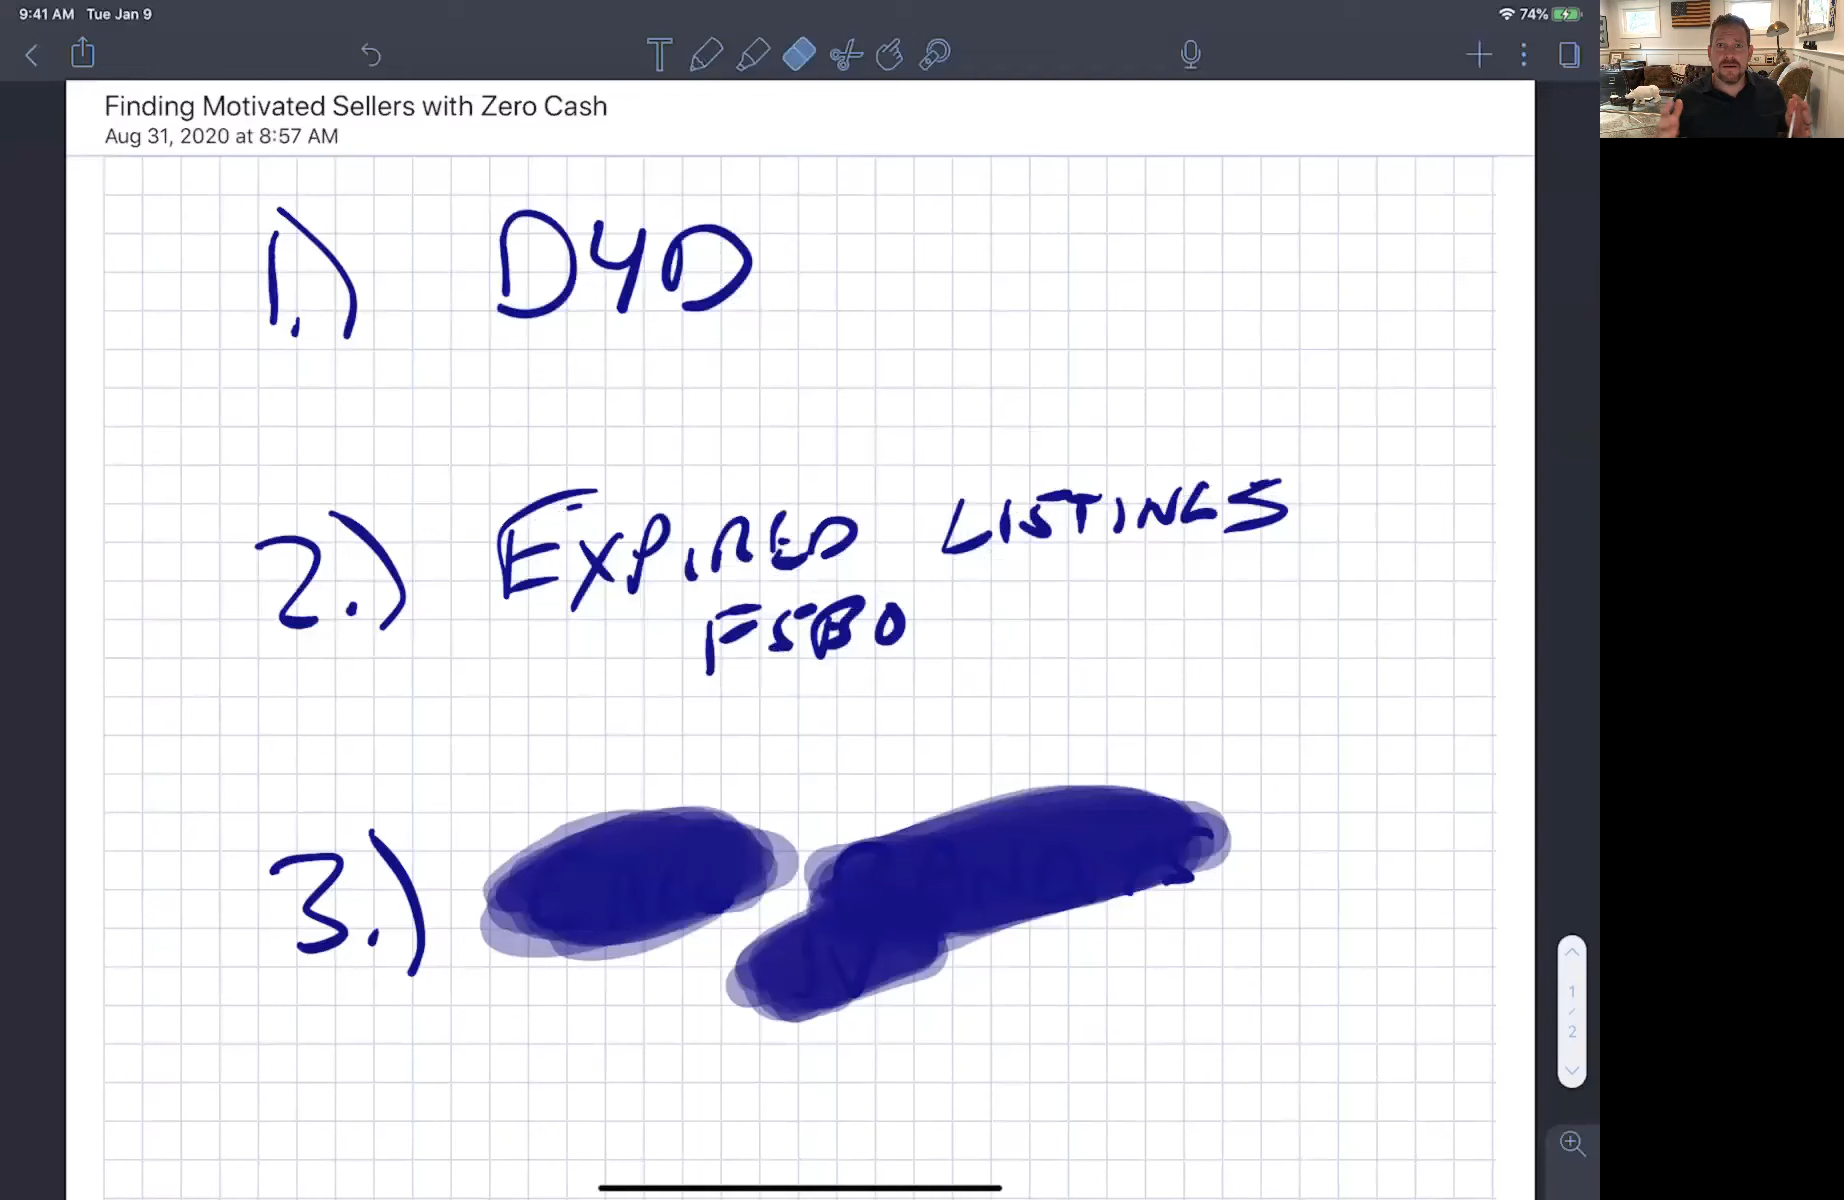 9:41 AM Tue Jan 9
74%
Finding Motivated Sellers with Zero Cash
Aug 31, 2020 at 8:57 AM
1.) D4D
2.) EXPIRED LISTINGS
FSBO
3.)
JV
1
/
2